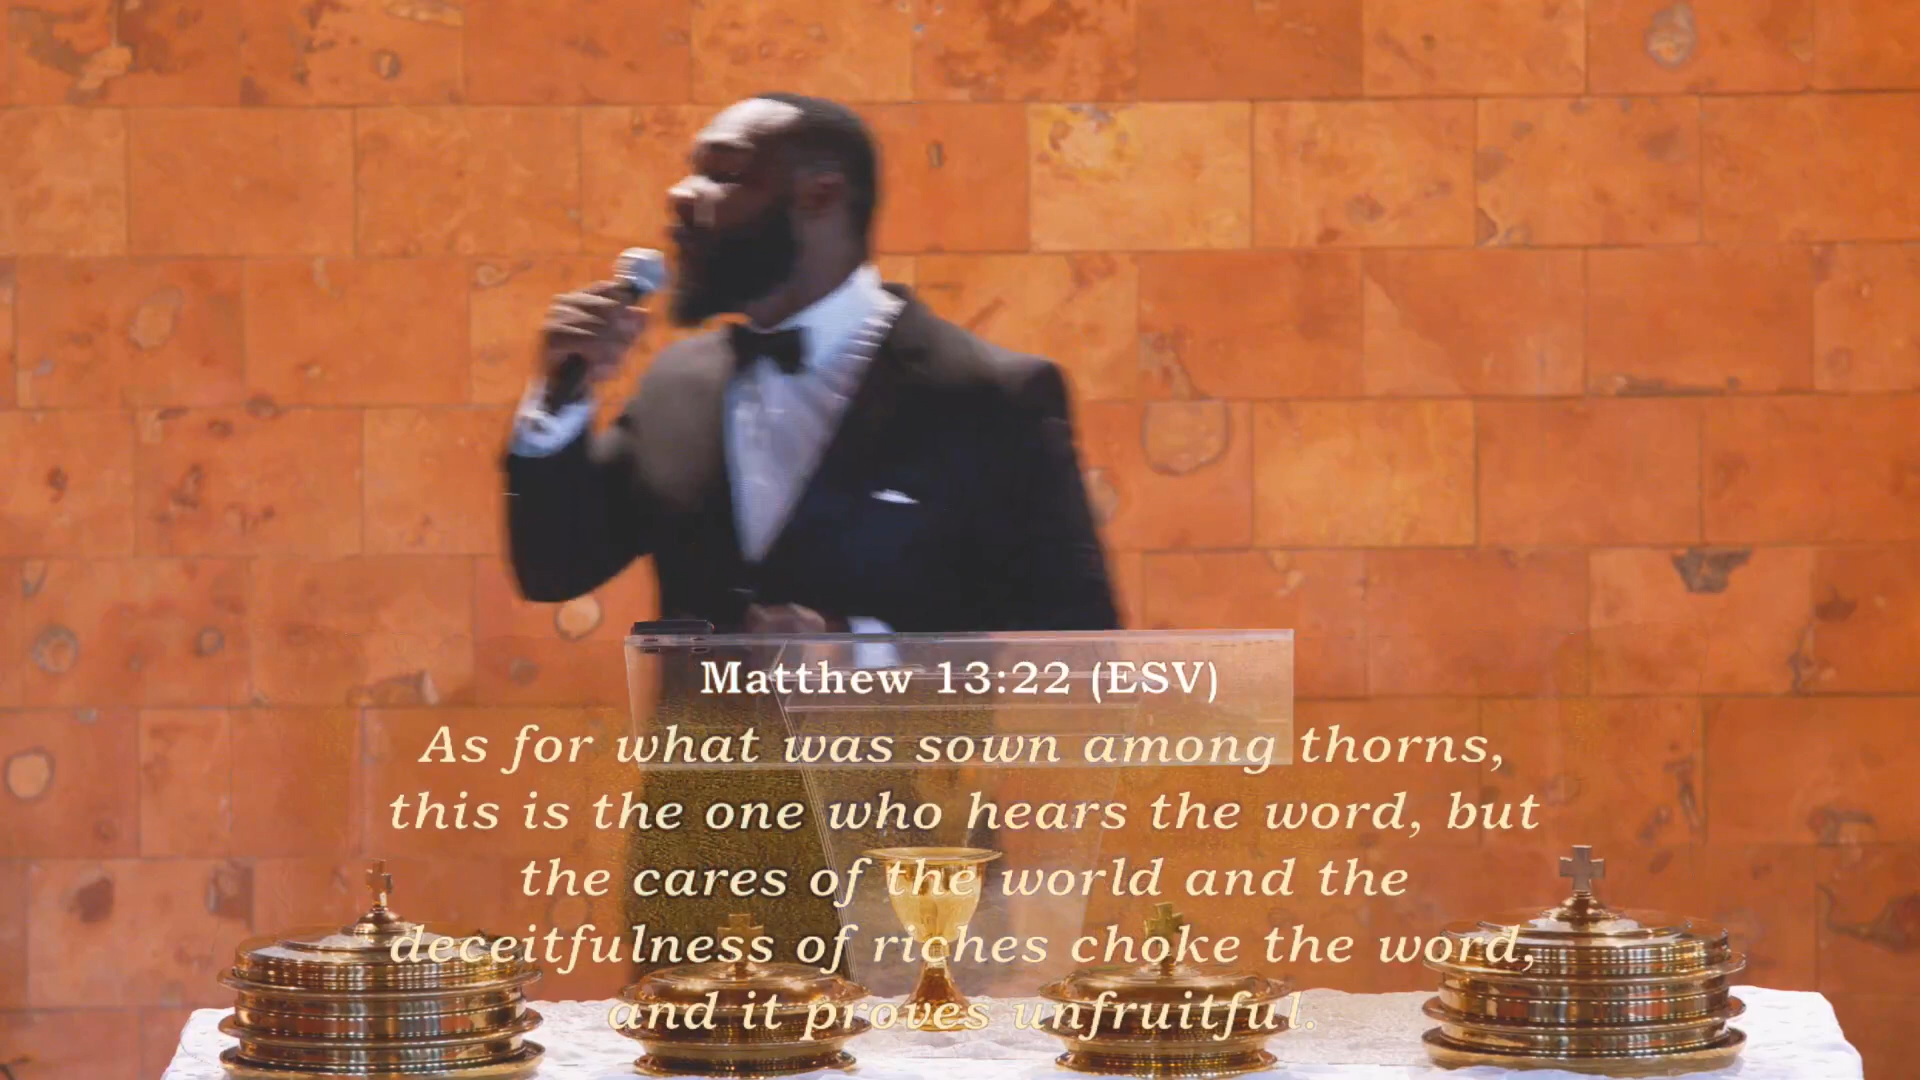 Matthew 13:22 (ESV)
As for what was sown among thorns,
this is the one who hears the word, but
the cares of the world and the
deceitfulness of riches choke the word,
and it proves unfruitful.